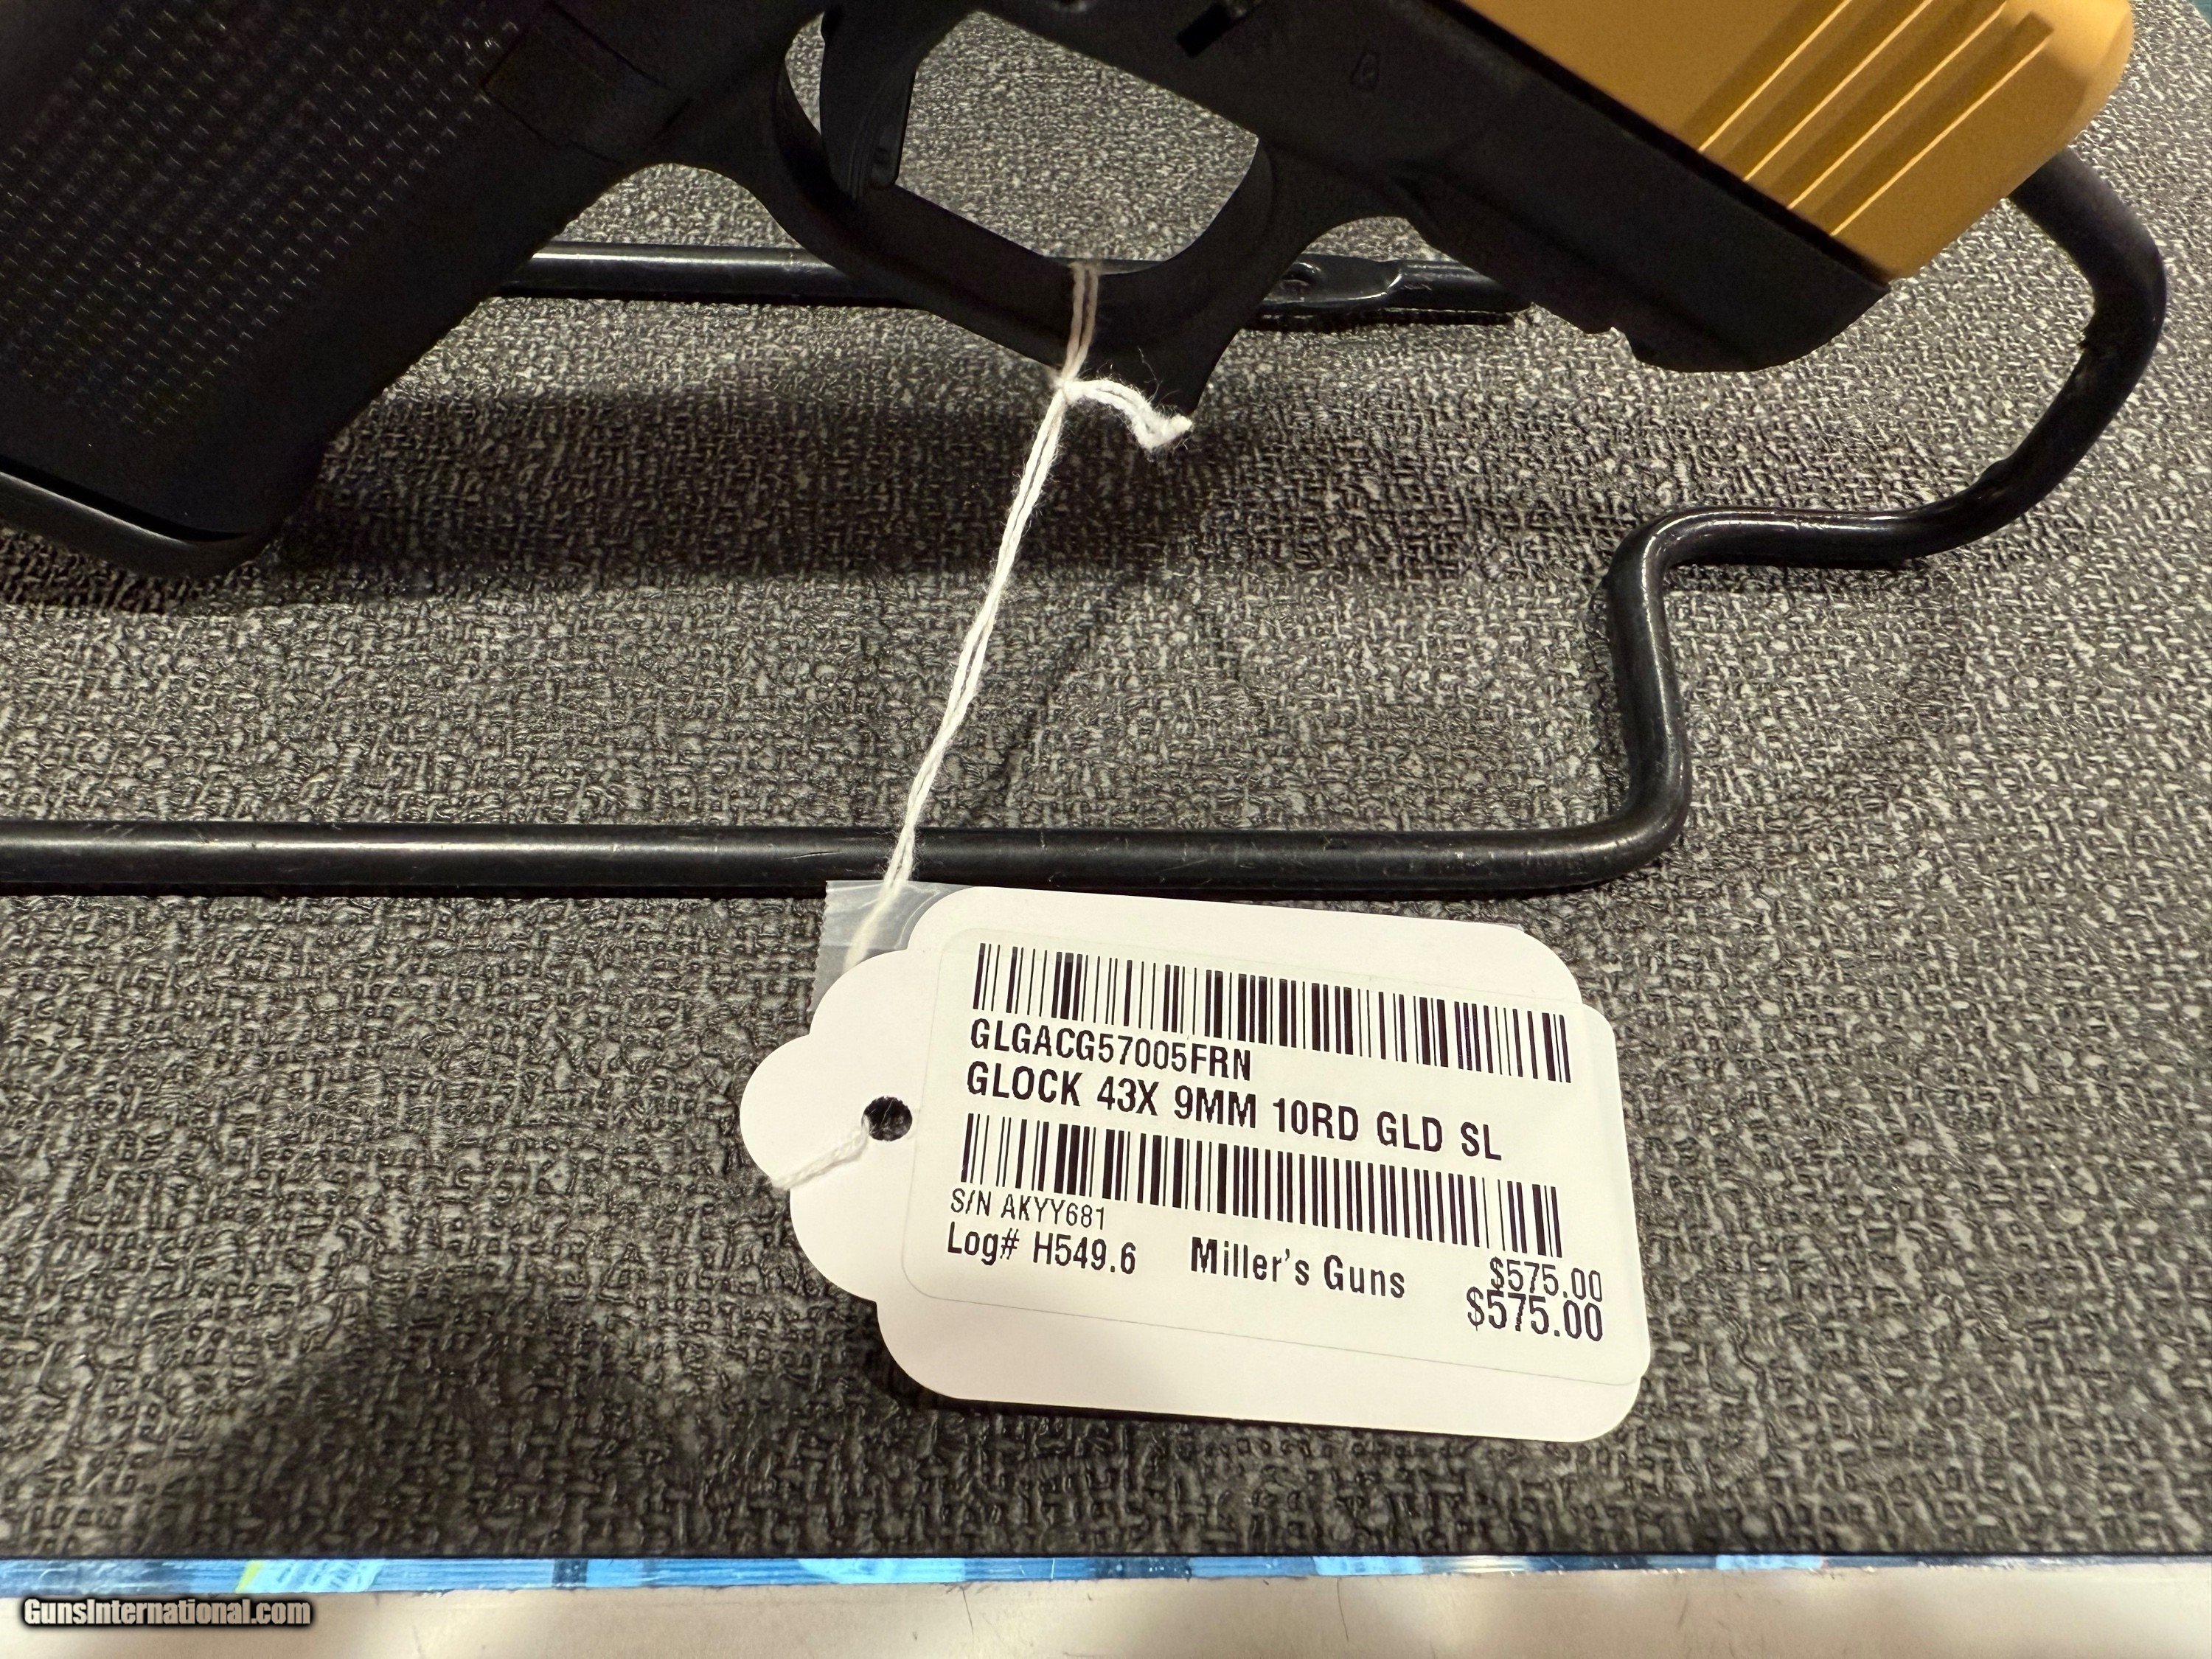 GLGACG57005FRN
GLOCK 43X 9MM 10RD GLD SL
S/N AKYY681
Log# H549.6 Miller's Guns $575.00
$575.00
GunsInternational.com